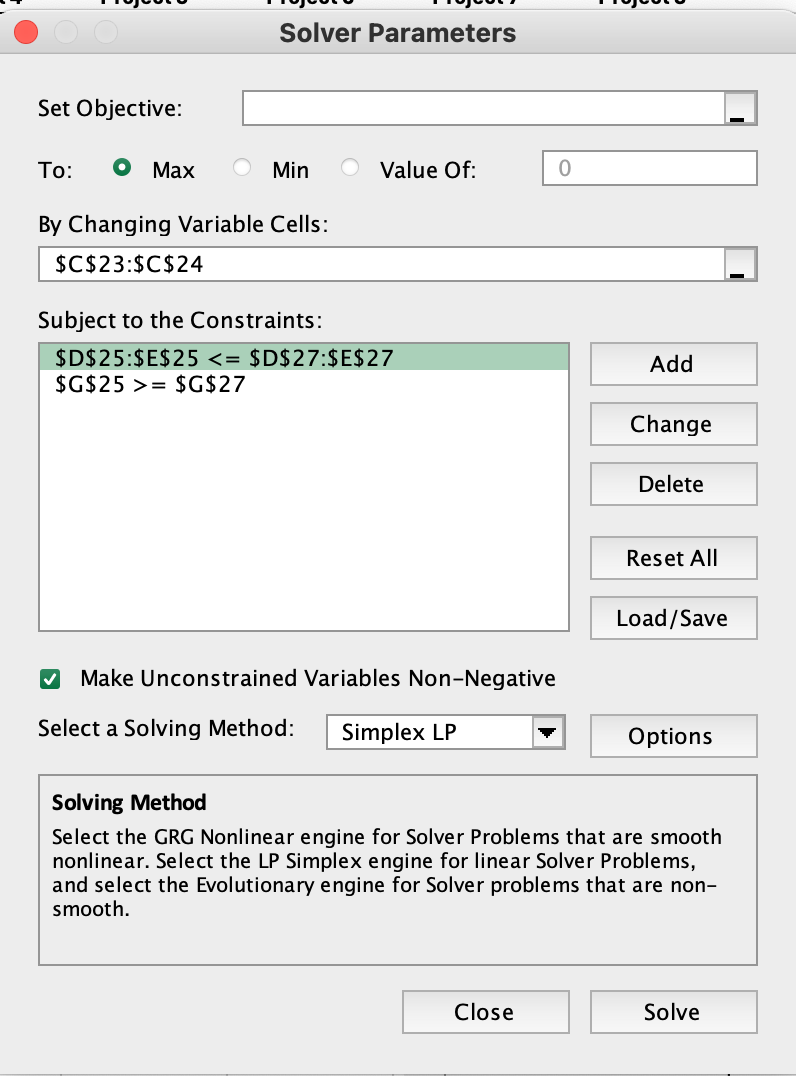 Solver Parameters
Set Objective:
To: Max Min Value Of: 0
By Changing Variable Cells:
$C$23:$C$24
Subject to the Constraints:
$D$25:$E$25 <= $D$27:$E$27
$G$25 >= $G$27
Add
Change
Delete
Reset All
Load/Save
Make Unconstrained Variables Non-Negative
Select a Solving Method: Simplex LP Options
Solving Method
Select the GRG Nonlinear engine for Solver Problems that are smooth
nonlinear. Select the LP Simplex engine for linear Solver Problems,
and select the Evolutionary engine for Solver problems that are non-
smooth.
Close Solve